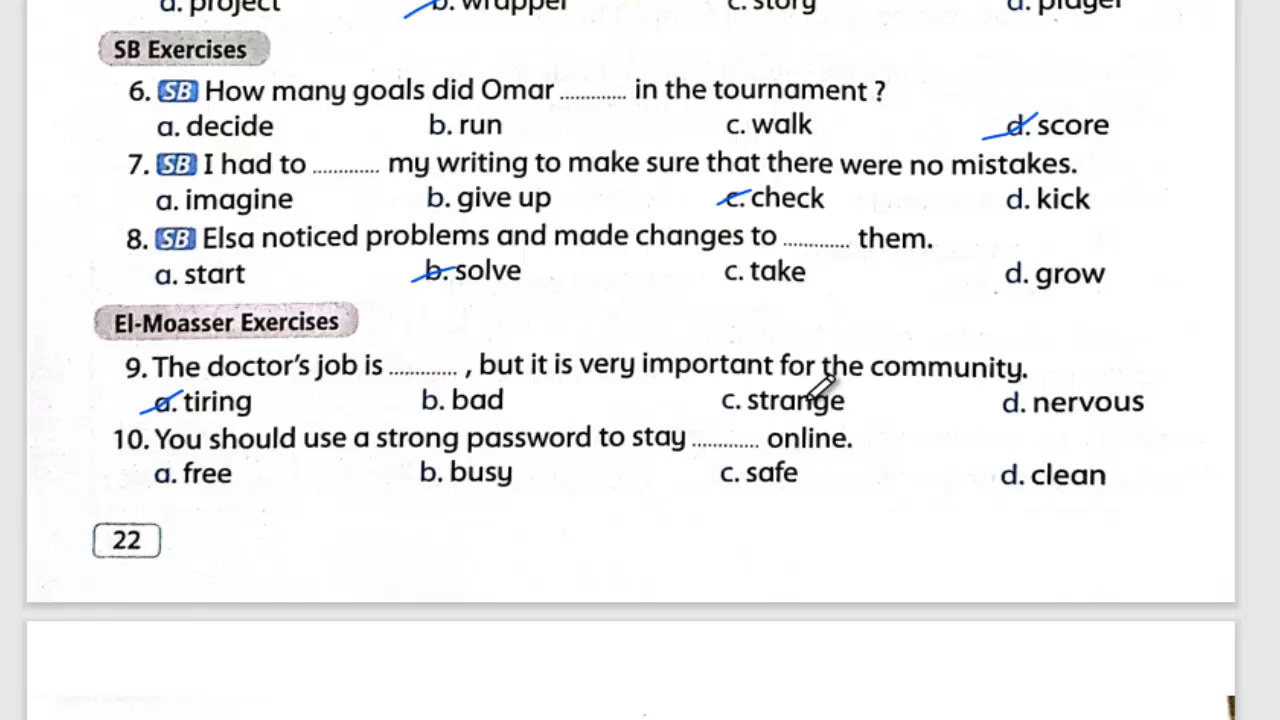 a. project b. wrapper c. story d. player
SB Exercises
6. SB How many goals did Omar ............ in the tournament ?
a. decide b. run c. walk d. score
7. SB I had to ............ my writing to make sure that there were no mistakes.
a. imagine b. give up c. check d. kick
8. SB Elsa noticed problems and made changes to ............ them.
a. start b. solve c. take d. grow
El-Moasser Exercises
9. The doctor's job is ............ , but it is very important for the community.
a. tiring b. bad c. strange d. nervous
10. You should use a strong password to stay ............ online.
a. free b. busy c. safe d. clean
22